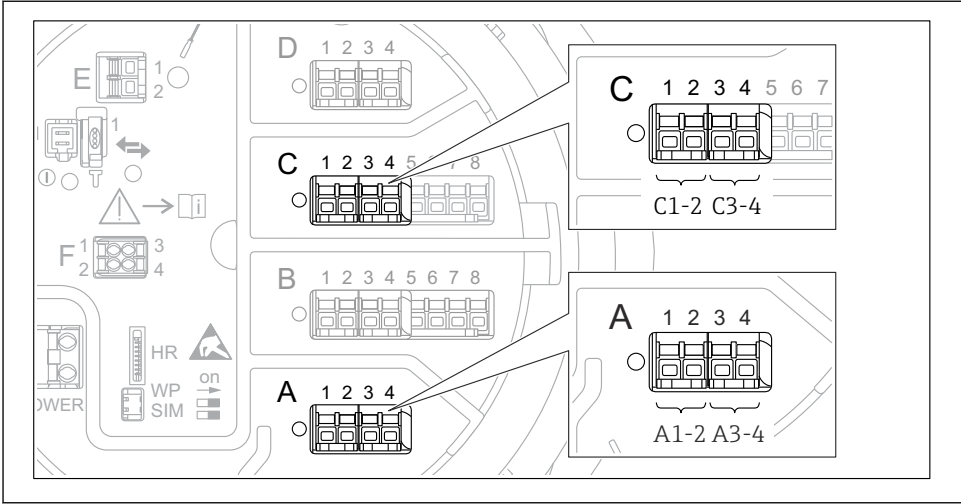 D 1 2 3 4
E 1
2
C 1 2 3 4 5 6 7
C1-2 C3-4
1
C 1 2 3 4 5 6 7 8
i
F 1 3
2 4
B 1 2 3 4 5 6 7 8
A 1 2 3 4
A1-2 A3-4
HR
WP
SIM
on
OWER
A 1 2 3 4